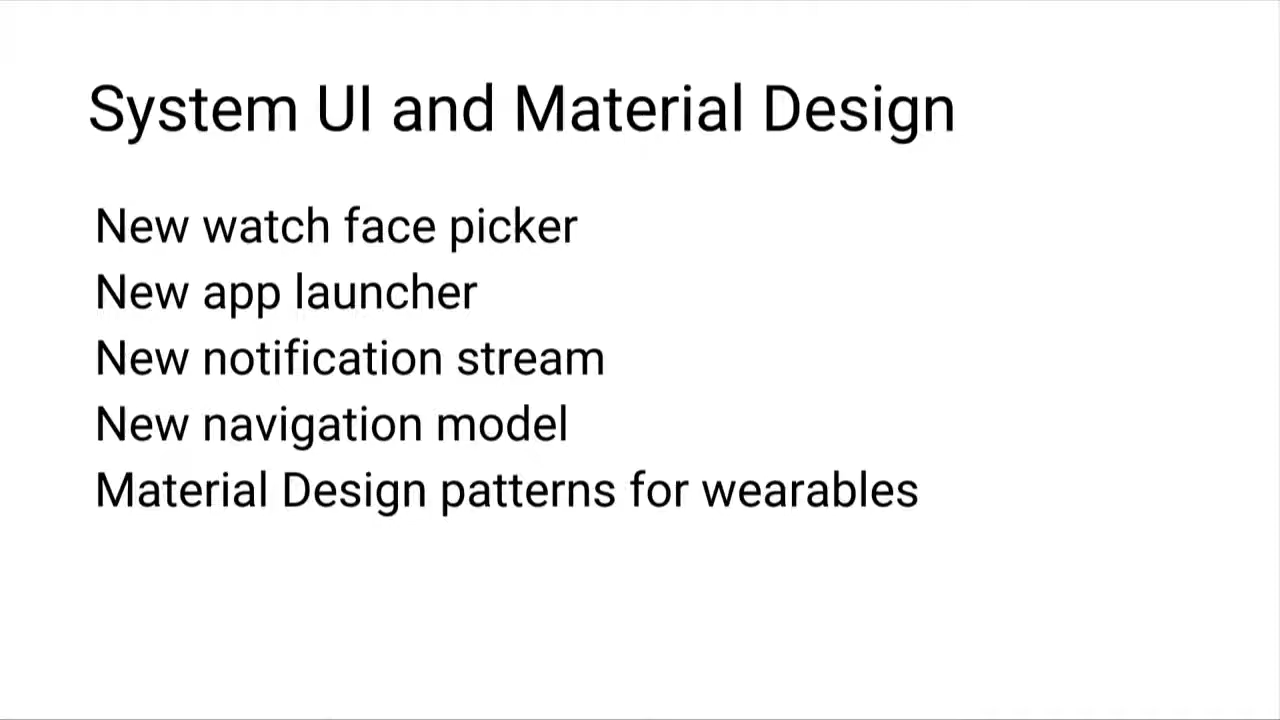 System UI and Material Design
New watch face picker
New app launcher
New notification stream
New navigation model
Material Design patterns for wearables